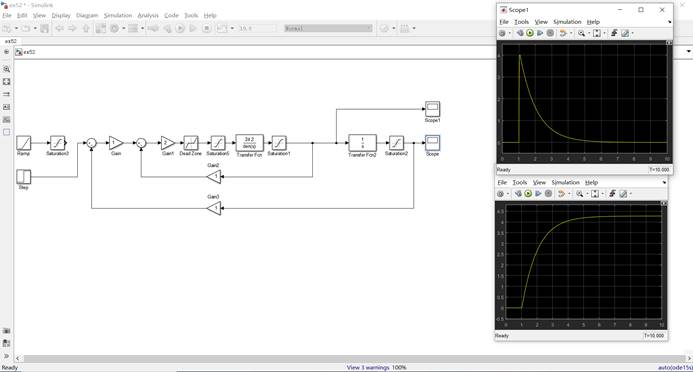 ex52 * - Simulink
File Edit View Display Diagram Simulation Analysis Code Tools Help
10.0
Normal
ex52
ex52
Ramp
Saturation3
Gain
Gain1
Dead Zone
Saturation5
den(s)
Transfer Fcn
Saturation1
1
s
Transfer Fcn2
Saturation2
Scope1
Scope
Step
Gain2
Gain3
Scope1
File Tools View Simulation Help
4
3
2
1
0
0 1 2 3 4 5 6 7 8 9 10
Ready
T=10.000
File Tools View Simulation Help
4.5
4
3.5
3
2.5
2
1.5
1
0.5
0
-0.5
0 1 2 3 4 5 6 7 8 9 10
Ready
T=10.000
Ready
View 3 warnings 100%
auto(ode15s)